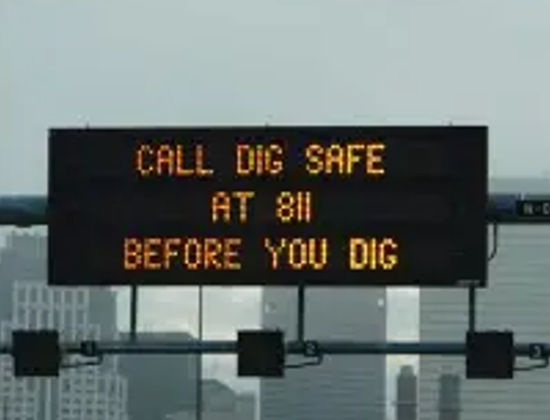 CALL DIG SAFE
AT 811
BEFORE YOU DIG